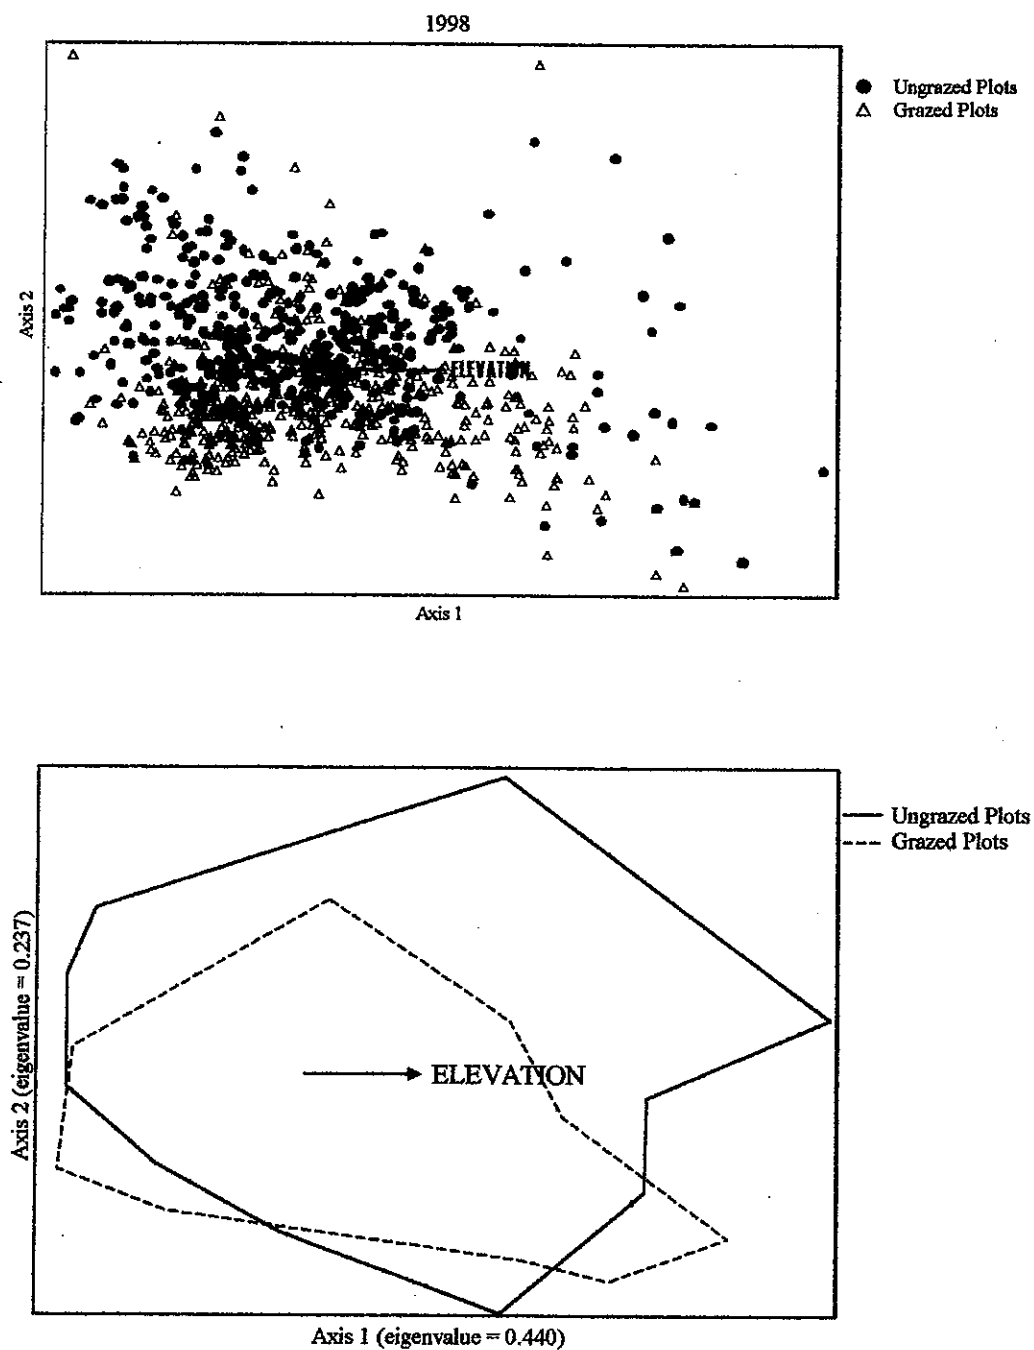 1998
Ungrazed Plots
Grazed Plots
Axis 2
ELEVATION
Axis 1
Ungrazed Plots
Grazed Plots
Axis 2 (eigenvalue = 0.237)
ELEVATION
Axis 1 (eigenvalue = 0.440)